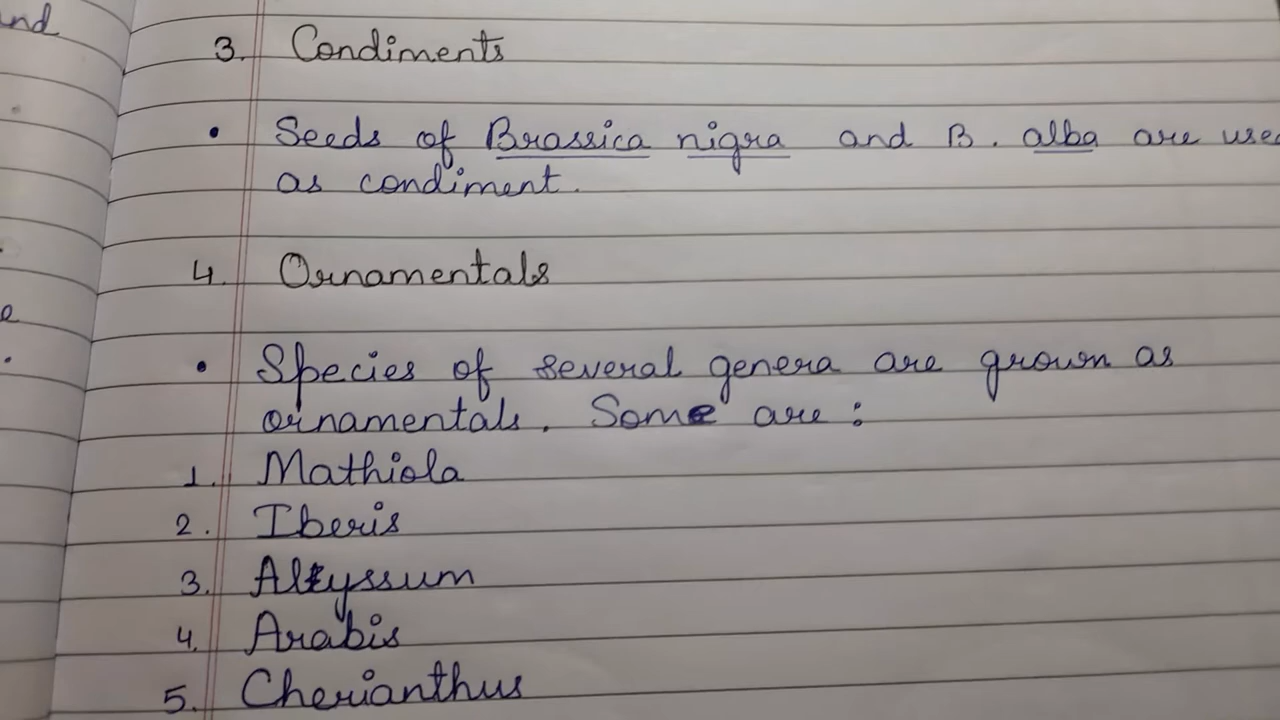 and
3. Condiments
• Seeds of Brassica nigra and B. alba are use
as condiment.
4. Ornamentals
e
• Species of several genera are grown as
ornamentals. Some are :
1. Mathiola
2. Iberis
3. Alyssum
4. Arabis
5. Cherianthus